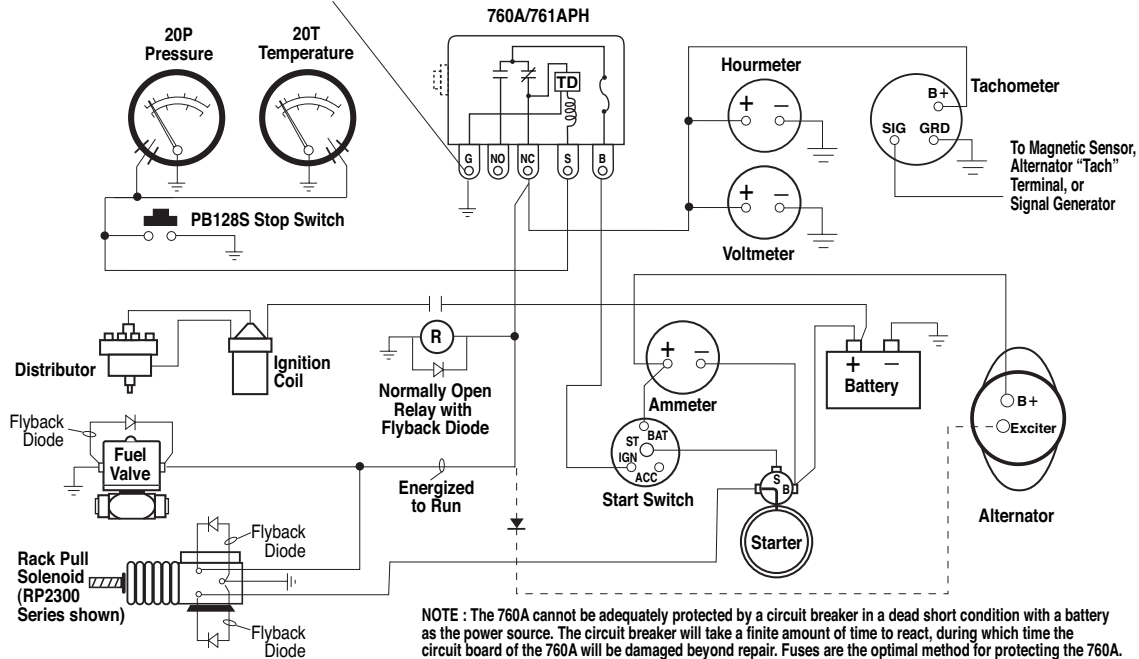 760A/761APH
20P
Pressure
20T
Temperature
TD
G
NO
NC
S
B
Hourmeter
+
−
Tachometer
B+
SIG
GRD
To Magnetic Sensor,
Alternator “Tach”
Terminal, or
Signal Generator
PB128S Stop Switch
+
−
Voltmeter
Distributor
Ignition
Coil
R
Normally Open
Relay with
Flyback Diode
+
−
Ammeter
+
−
Battery
B+
Exciter
Alternator
Flyback
Diode
Fuel
Valve
Energized
to Run
ST
BAT
IGN
ACC
Start Switch
S
B
Starter
Rack Pull
Solenoid
(RP2300
Series shown)
Flyback
Diode
Flyback
Diode
NOTE : The 760A cannot be adequately protected by a circuit breaker in a dead short condition with a battery
as the power source. The circuit breaker will take a finite amount of time to react, during which time the
circuit board of the 760A will be damaged beyond repair. Fuses are the optimal method for protecting the 760A.